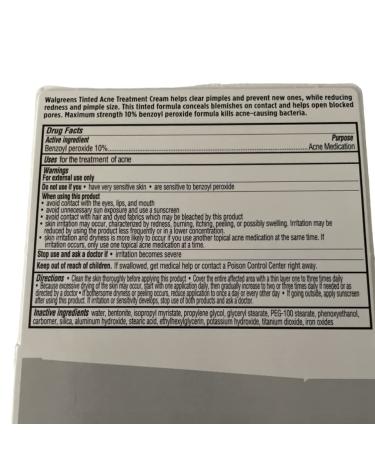 Walgreens Tinted Acne Treatment Cream helps clear pimples and prevent new ones, while reducing
redness and pimple size. This tinted formula conceals blemishes on contact and helps open blocked
pores. Maximum strength 10% benzoyl peroxide formula kills acne-causing bacteria.
Drug Facts
Active ingredient Purpose
Benzoyl peroxide 10%......Acne Medication
Uses for the treatment of acne
Warnings
For external use only
Do not use if you • have very sensitive skin • are sensitive to benzoyl peroxide
When using this product
• avoid contact with the eyes, lips, and mouth
• avoid unnecessary sun exposure and use a sunscreen
• avoid contact with hair and dyed fabrics which may be bleached by this product
• skin irritation may occur, characterized by redness, burning, itching, peeling, or possibly swelling. Irritation may be
reduced by using the product less frequently or in a lower concentration.
• skin irritation and dryness is more likely to occur if you use another topical acne medication at the same time. If
irritation occurs, only use one topical acne medication at a time.
Stop use and ask a doctor if • irritation becomes severe
Keep out of reach of children. If swallowed, get medical help or contact a Poison Control Center right away.
Directions • Clean the skin thoroughly before applying this product • Cover the entire affected area with a thin layer one to three times daily
• Because excessive drying of the skin may occur, start with one application daily, then gradually increase to two or three times daily if needed or as
directed by a doctor • If bothersome dryness or peeling occurs, reduce application to once a day or every other day • If going outside, apply sunscreen
after using this product. If irritation or sensitivity develops, stop use of both products and ask a doctor.
Inactive ingredients water, bentonite, isopropyl myristate, propylene glycol, glyceryl stearate, PEG-100 stearate, phenoxyethanol,
carbomer, silica, aluminum hydroxide, stearic acid, ethylhexylglycerin, potassium hydroxide, titanium dioxide, iron oxides